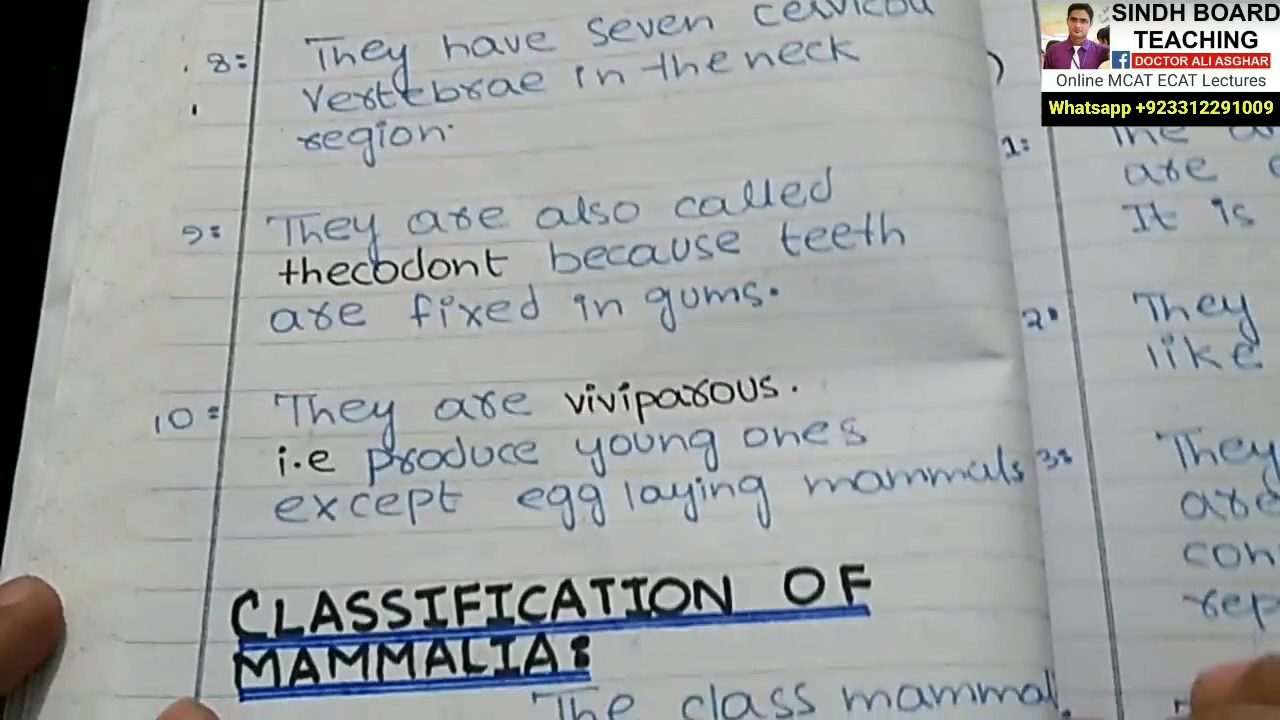 8: They have seven cervical
vertebrae in the neck
region.
9: They are also called
thecodont because teeth
are fixed in gums.
10: They are viviparous.
i.e produce young ones
except egg laying mammals
CLASSIFICATION OF
MAMMALIA:
The class mammal
1:
are
It is
2: They
like
3: They
are
con
rep
SINDH BOARD
TEACHING
f DOCTOR ALI ASGHAR
Online MCAT ECAT Lectures
Whatsapp +923312291009